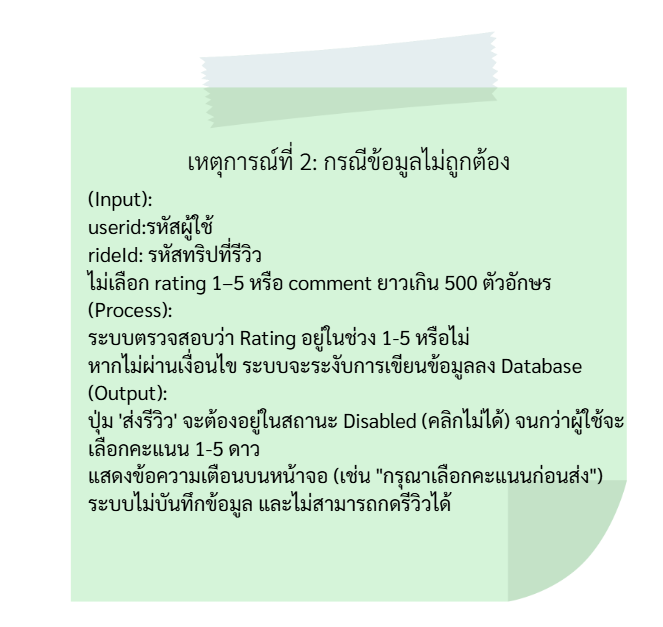 เหตุการณ์ที่ 2: กรณีข้อมูลไม่ถูกต้อง
(Input):
userid:รหัสผู้ใช้
rideId: รหัสทริปที่รีวิว
ไม่เลือก rating 1–5 หรือ comment ยาวเกิน 500 ตัวอักษร
(Process):
ระบบตรวจสอบว่า Rating อยู่ในช่วง 1-5 หรือไม่
หากไม่ผ่านเงื่อนไข ระบบจะระงับการเขียนข้อมูลลง Database
(Output):
ปุ่ม 'ส่งรีวิว' จะต้องอยู่ในสถานะ Disabled (คลิกไม่ได้) จนกว่าผู้ใช้จะ
เลือกคะแนน 1-5 ดาว
แสดงข้อความเตือนบนหน้าจอ (เช่น "กรุณาเลือกคะแนนก่อนส่ง")
ระบบไม่บันทึกข้อมูล และไม่สามารถกดรีวิวได้